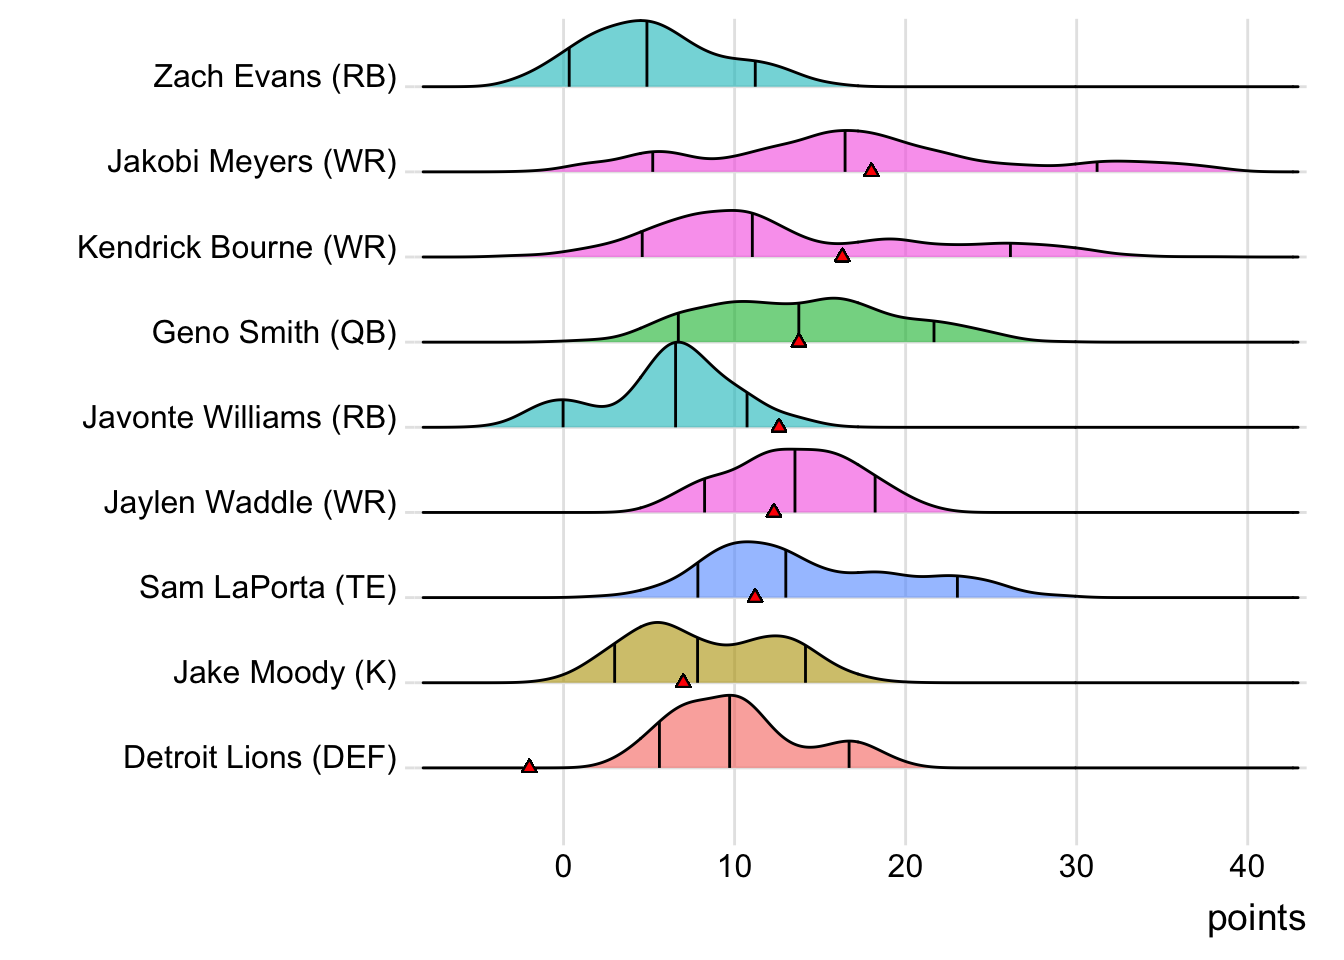 Zach Evans (RB)
Jakobi Meyers (WR)
Kendrick Bourne (WR)
Geno Smith (QB)
Javonte Williams (RB)
Jaylen Waddle (WR)
Sam LaPorta (TE)
Jake Moody (K)
Detroit Lions (DEF)
0 10 20 30 40
points